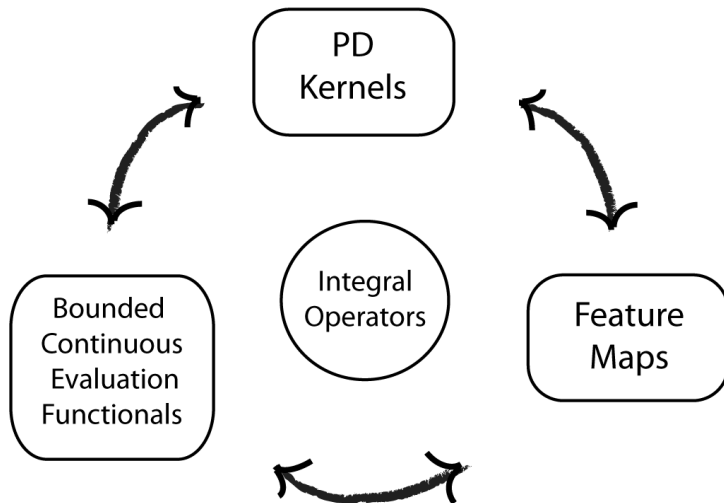 PD
Kernels
Integral
Operators
Bounded
Continuous
Evaluation
Functionals
Feature
Maps